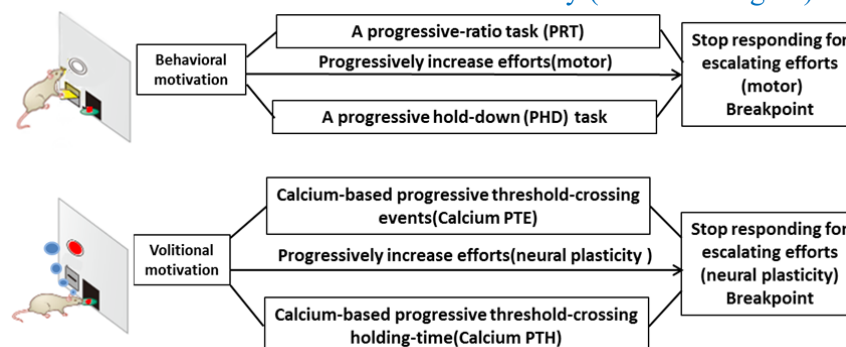 A progressive-ratio task (PRT)
Behavioral
motivation
Progressively increase efforts(motor)
A progressive hold-down (PHD) task
Stop responding for
escalating efforts
(motor)
Breakpoint
Calcium-based progressive threshold-crossing
events(Calcium PTE)
Volitional
motivation
Progressively increase efforts(neural plasticity )
Calcium-based progressive threshold-crossing
holding-time(Calcium PTH)
Stop responding for
escalating efforts
(neural plasticity)
Breakpoint